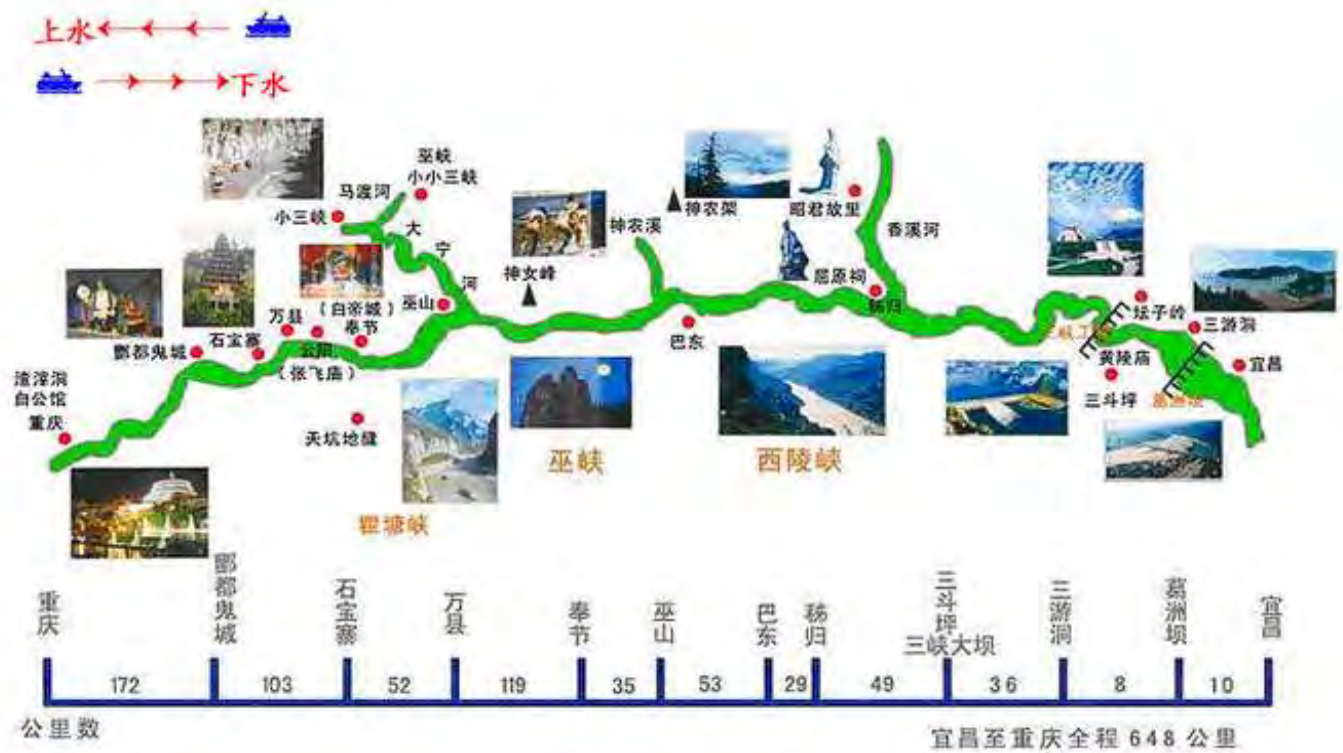 上水
下水
巫峡
小小三峡
马渡河
小三峡
大宁河
神女峰
神农溪
神农架
昭君故里
香溪河
屈原祠
秭归
坛子岭
三游洞
宜昌
黄陵庙
三斗坪
葛洲坝
巴东
巫山
(白帝城)
奉节
万县
云阳
(张飞庙)
石宝寨
酆都鬼城
渣滓洞
白公馆
重庆
天坑地缝
瞿塘峡
巫峡
西陵峡
重庆
酆都鬼城
石宝寨
万县
奉节
巫山
巴东
秭归
三斗坪
三峡大坝
三游洞
葛洲坝
宜昌
172
103
52
119
35
53
29
49
36
8
10
公里数
宜昌至重庆全程 648 公里